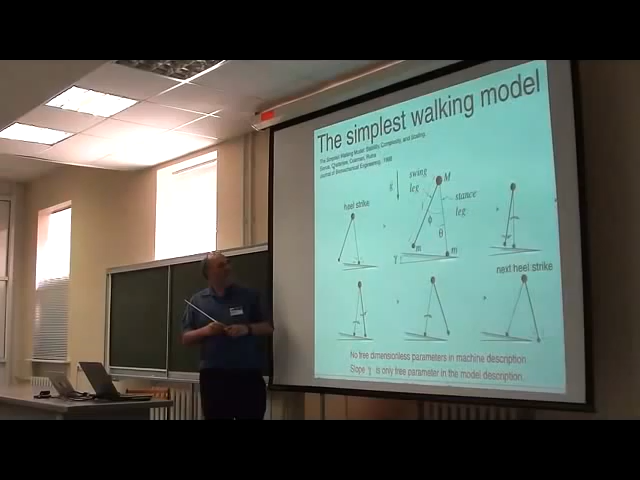 The simplest walking model
The Simplest Walking Model: Stability, Complexity, and Scaling,
Garcia, Chatterjee, Coleman, Ruina
Journal of Biomechanical Engineering, 1998
heel strike
g
swing
leg
M
stance
leg
ϕ
θ
m
m
γ
next heel strike
No free dimensionless parameters in machine description
Slope γ is only free parameter in the model description.